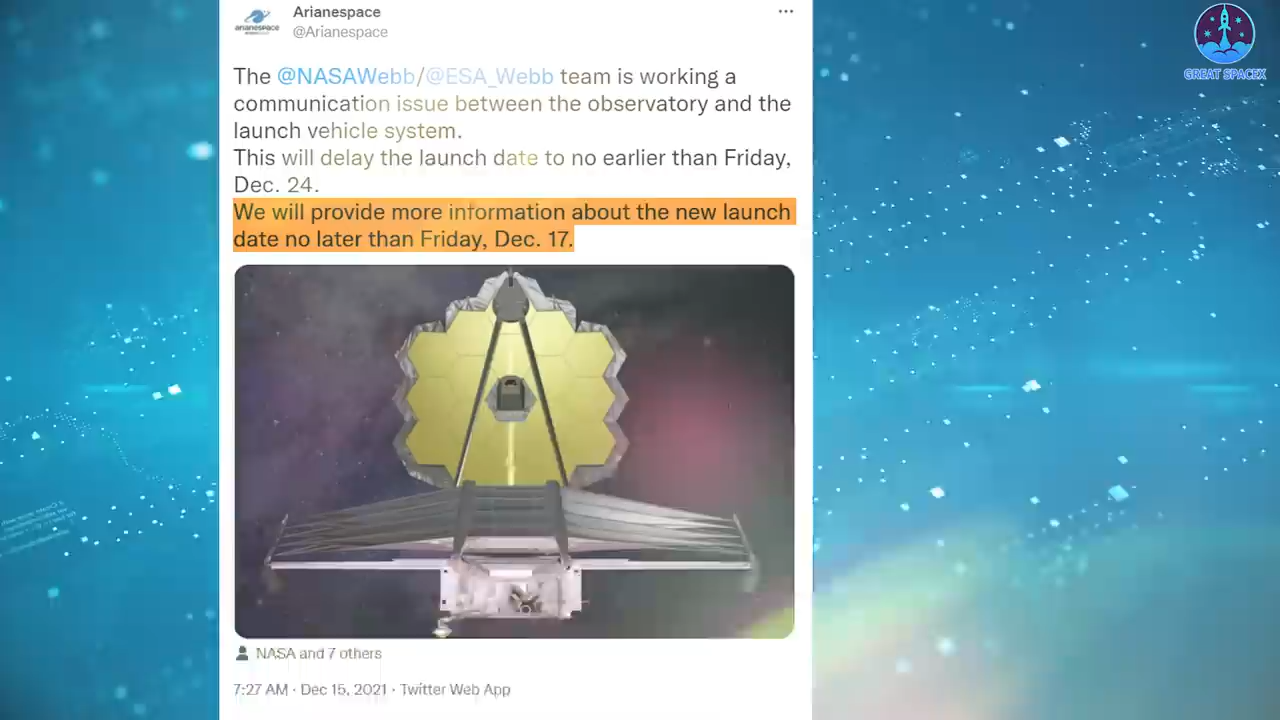 Arianespace
@Arianespace
arianespace
GREAT SPACEX
The @NASAWebb/@ESA_Webb team is working a
communication issue between the observatory and the
launch vehicle system.
This will delay the launch date to no earlier than Friday,
Dec. 24.
We will provide more information about the new launch
date no later than Friday, Dec. 17.
NASA and 7 others
7:27 AM · Dec 15, 2021 · Twitter Web App